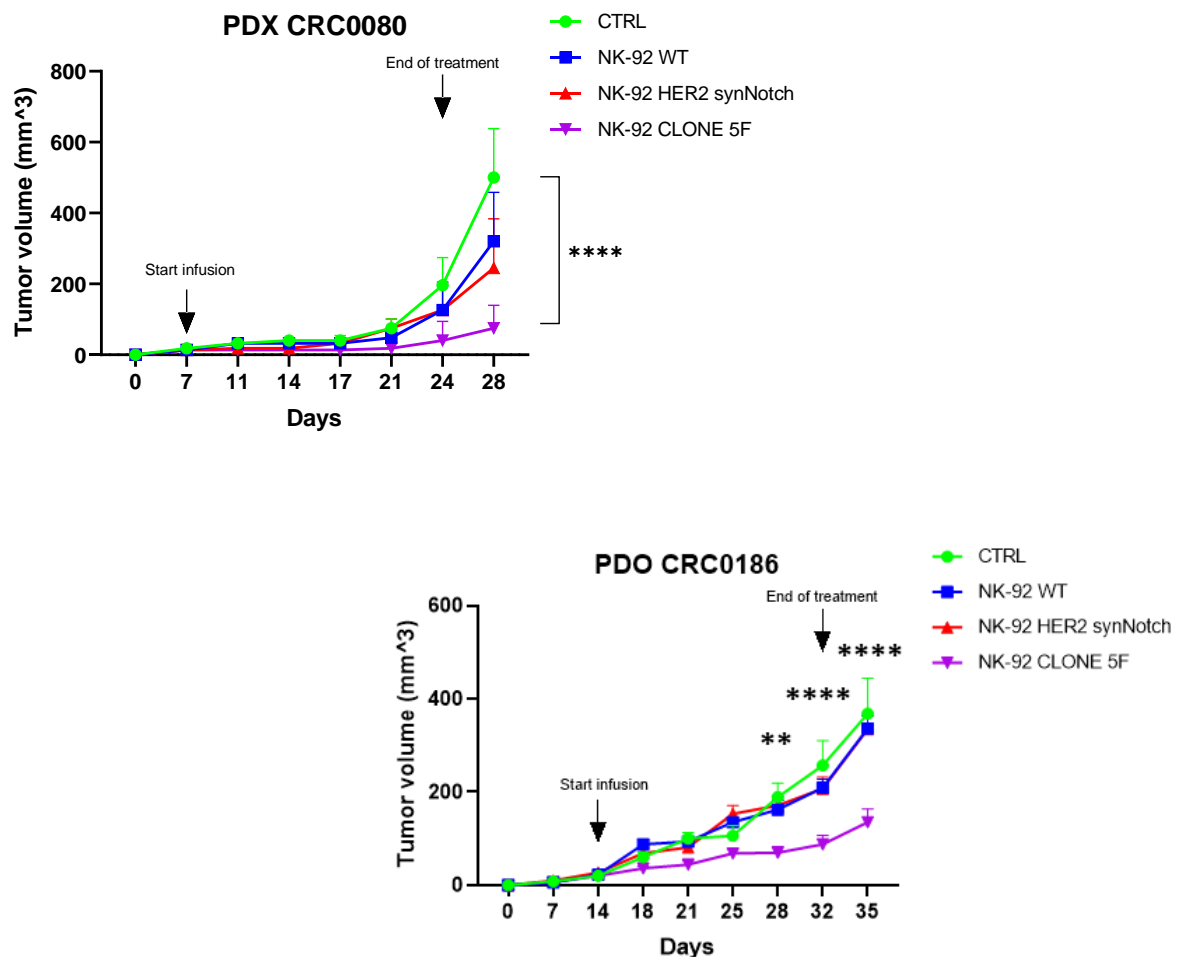 PDX CRC0080
CTRL
NK-92 WT
NK-92 HER2 synNotch
NK-92 CLONE 5F
End of treatment
Start infusion
****
Tumor volume (mm^3)
800
600
400
200
0
0 7 11 14 17 21 24 28
Days
PDO CRC0186
CTRL
NK-92 WT
NK-92 HER2 synNotch
NK-92 CLONE 5F
End of treatment
****
****
**
Start infusion
Tumor volume (mm^3)
600
400
200
0
0 7 14 18 21 25 28 32 35
Days